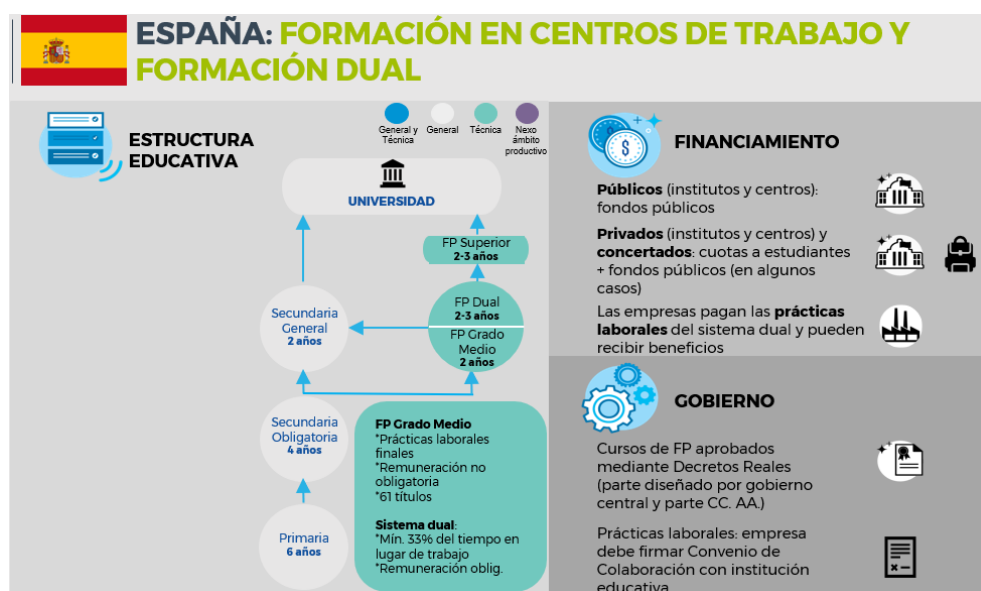 ESPAÑA: FORMACIÓN EN CENTROS DE TRABAJO Y
FORMACIÓN DUAL
ESTRUCTURA
EDUCATIVA
General y
Técnica
General
Técnica
Nexo
ámbito
productivo
UNIVERSIDAD
FP Superior
2-3 años
FP Dual
2-3 años
FP Grado
Medio
2 años
Secundaria
General
2 años
Secundaria
Obligatoria
4 años
Primaria
6 años
FP Grado Medio
*Prácticas laborales
finales
*Remuneración no
obligatoria
*61 títulos
Sistema dual:
*Mín. 33% del tiempo en
lugar de trabajo
*Remuneración oblig.
FINANCIAMIENTO
Públicos (institutos y centros):
fondos públicos
Privados (institutos y centros) y
concertados: cuotas a estudiantes
+ fondos públicos (en algunos
casos)
Las empresas pagan las prácticas
laborales del sistema dual y pueden
recibir beneficios
GOBIERNO
Cursos de FP aprobados
mediante Decretos Reales
(parte diseñado por gobierno
central y parte CC. AA.)
Prácticas laborales: empresa
debe firmar Convenio de
Colaboración con institución
educativa